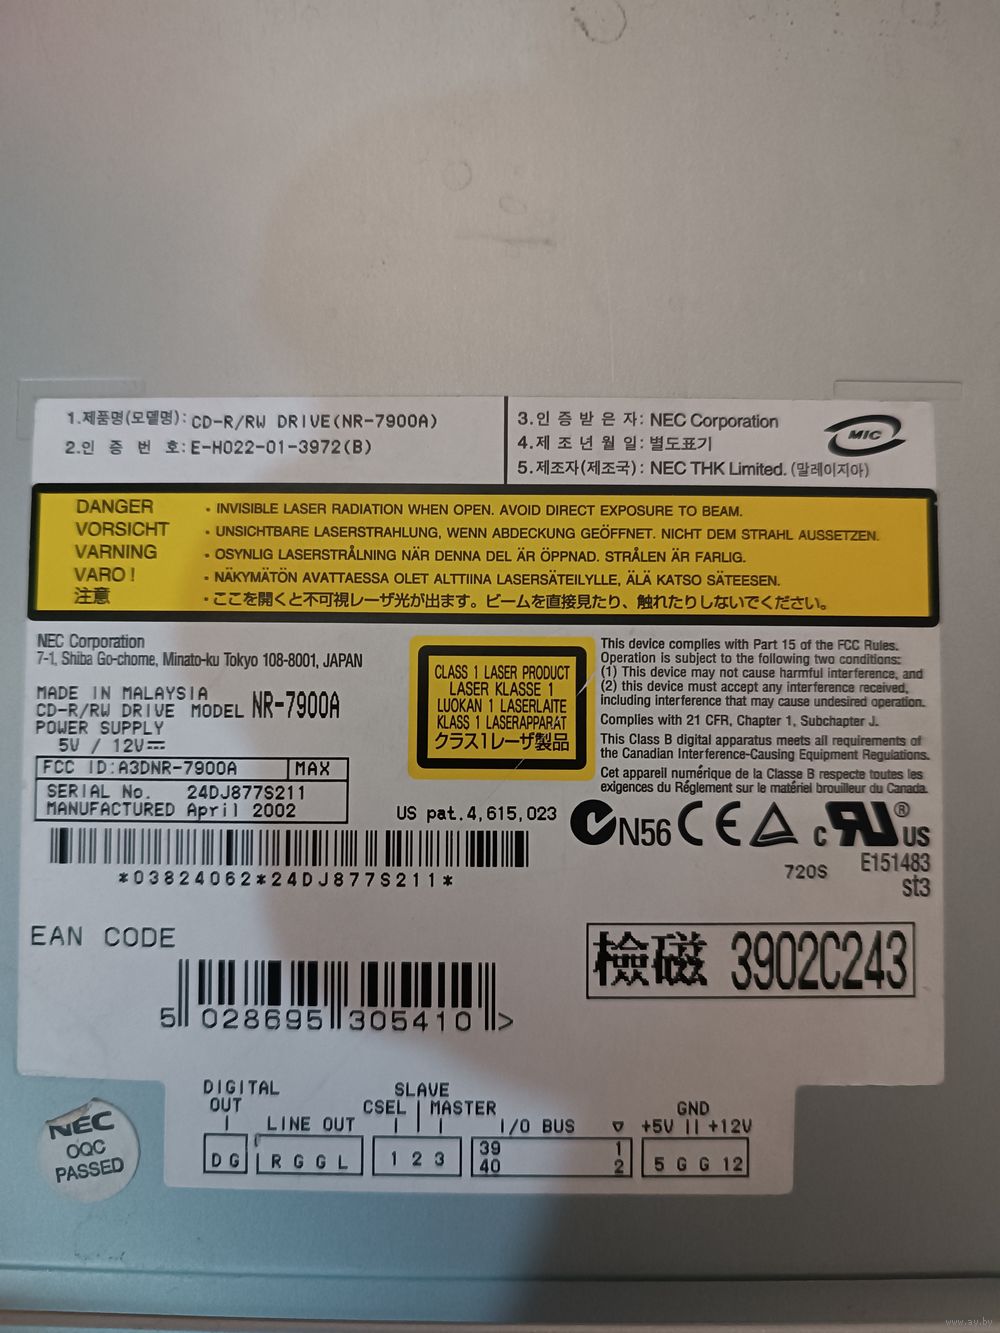 1.제품명(모델명): CD-R/RW DRIVE(NR-7900A)
2.인 증 번 호: E-H022-01-3972(B)
3.인 증 받 은 자: NEC Corporation
4.제 조 년 월 일: 별도표기
5.제조자(제조국): NEC THK Limited. (말레이지아)
MIC
DANGER · INVISIBLE LASER RADIATION WHEN OPEN. AVOID DIRECT EXPOSURE TO BEAM.
VORSICHT · UNSICHTBARE LASERSTRAHLUNG, WENN ABDECKUNG GEÖFFNET. NICHT DEM STRAHL AUSSETZEN.
VARNING · OSYNLIG LASERSTRÅLNING NÄR DENNA DEL ÄR ÖPPNAD. STRÅLEN ÄR FARLIG.
VARO ! · NÄKYMÄTÖN AVATTAESSA OLET ALTTIINA LASERSÄTEILYLLE, ÄLÄ KATSO SÄTEESEN.
注意 · ここを開くと不可視レーザ光が出ます。ビームを直接見たり、触れたりしないでください。
NEC Corporation
7-1, Shiba Go-chome, Minato-ku Tokyo 108-8001, JAPAN
MADE IN MALAYSIA
CD-R/RW DRIVE MODEL NR-7900A
POWER SUPPLY
5V / 12V
FCC ID:A3DNR-7900A MAX
SERIAL No. 24DJ877S211
MANUFACTURED April 2002
CLASS 1 LASER PRODUCT
LASER KLASSE 1
LUOKAN 1 LASERLAITE
KLASS 1 LASERAPPARAT
クラス1レーザ製品
US pat.4,615,023
This device complies with Part 15 of the FCC Rules.
Operation is subject to the following two conditions:
(1) This device may not cause harmful interference, and
(2) this device must accept any interference received,
including interference that may cause undesired operation.
Complies with 21 CFR, Chapter 1, Subchapter J.
This Class B digital apparatus meets all requirements of
the Canadian Interference-Causing Equipment Regulations.
Cet appareil numérique de la Classe B respecte toutes les
exigences du Réglement sur le matériel brouilleur du Canada.
N56 CE c RU ® US
720S E151483
st3
*03824062*24DJ877S211*
EAN CODE
5 028695 305410 >
檢磁 3902C243
DIGITAL OUT
LINE OUT
SLAVE
CSEL | MASTER
I/O BUS
GND
+5V +12V
D G
R G G L
1 2 3
39 1
40 2
5 G G 12
NEC
OQC
PASSED
www.ay.by